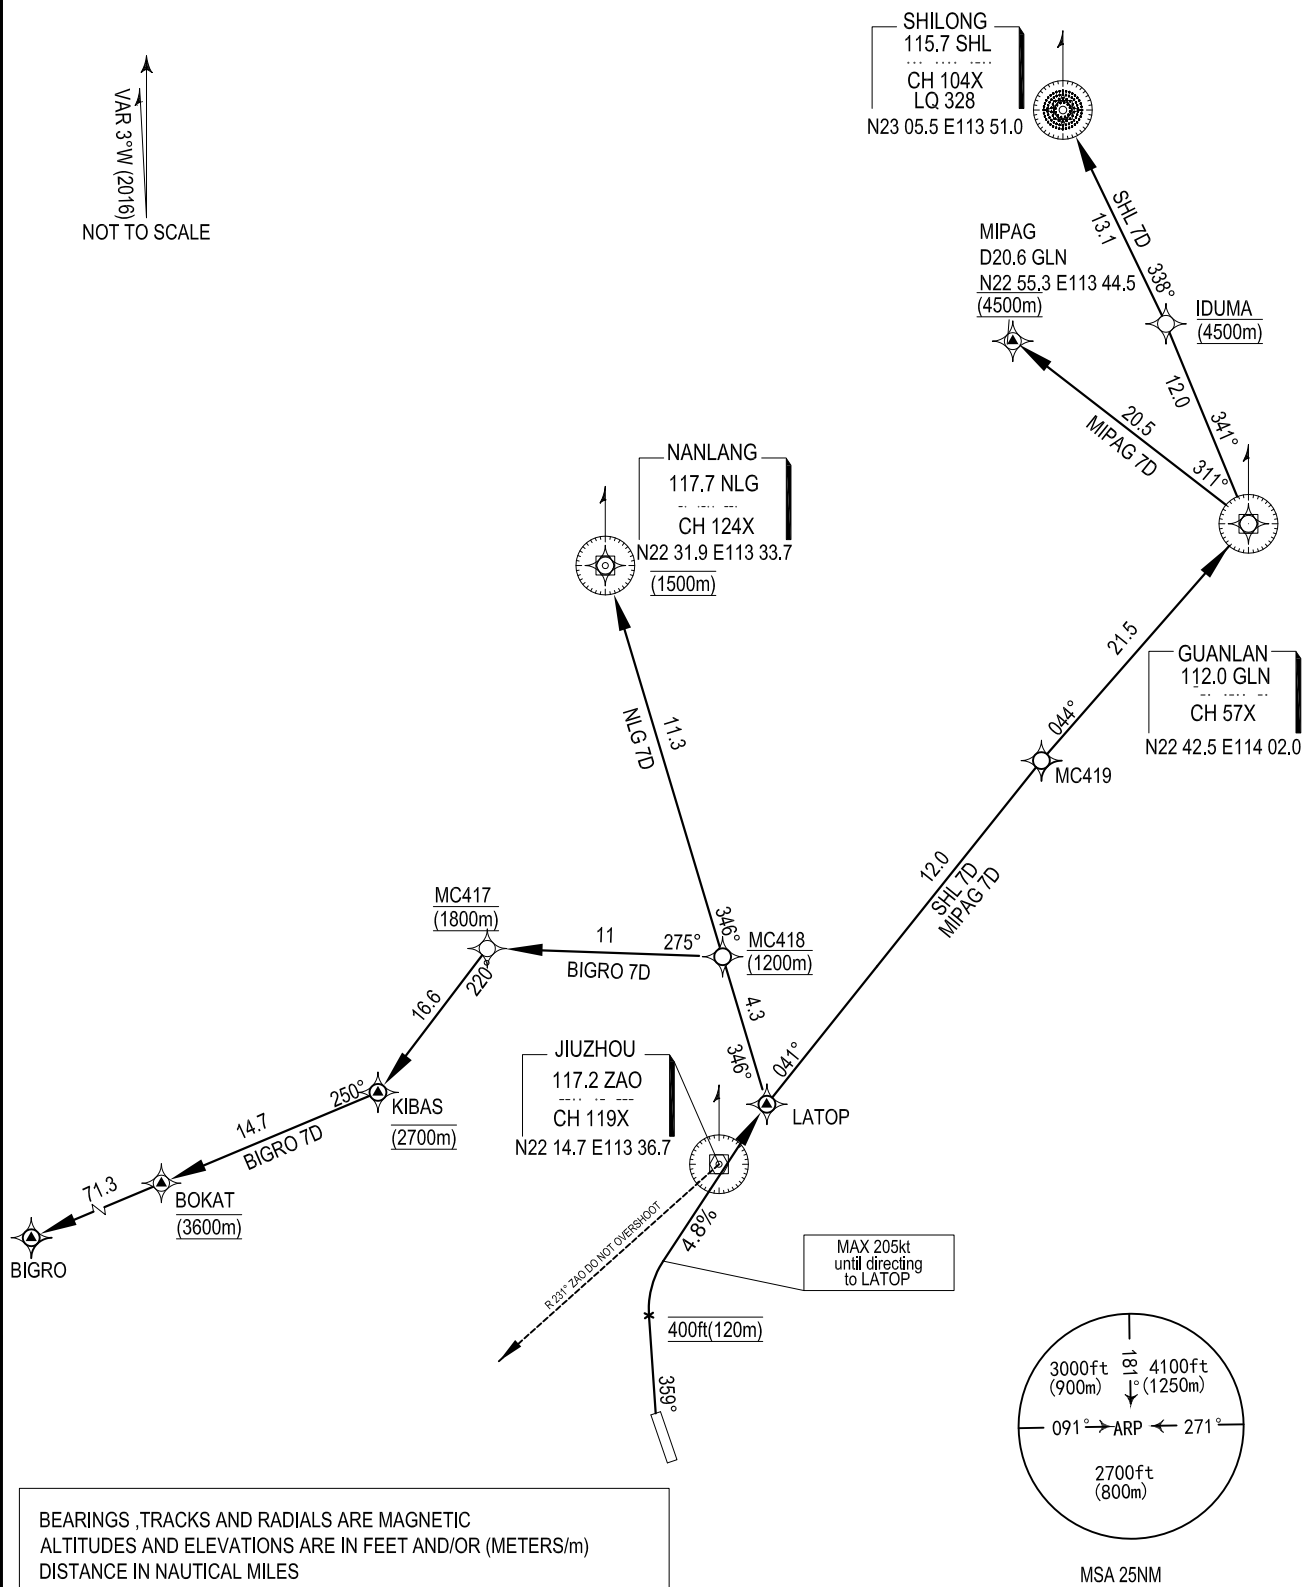 SHILONG
115.7 SHL
CH 104X
LQ 328
N23 05.5 E113 51.0
VAR 3°W (2016)
NOT TO SCALE
SHL 7D
13.1
338°
MIPAG
D20.6 GLN
N22 55.3 E113 44.5
(4500m)
IDUMA
(4500m)
12.0
341°
20.5
MIPAG 7D
311°
NANLANG
117.7 NLG
CH 124X
N22 31.9 E113 33.7
(1500m)
21.5
GUANLAN
112.0 GLN
CH 57X
N22 42.5 E114 02.0
044°
MC419
11.3
NLG 7D
12.0
SHL 7D
MIPAG 7D
MC417
(1800m)
11
275°
BIGRO 7D
346°
MC418
(1200m)
220°
16.6
4.3
346°
041°
JIUZHOU
117.2 ZAO
CH 119X
N22 14.7 E113 36.7
LATOP
250°
KIBAS
(2700m)
14.7
BIGRO 7D
71.3
BOKAT
(3600m)
BIGRO
R 231° ZAO DO NOT OVERSHOOT
4.8%
MAX 205kt
until directing
to LATOP
400ft(120m)
359°
3000ft
(900m)
181°
4100ft
(1250m)
091°
ARP
271°
2700ft
(800m)
MSA 25NM
BEARINGS ,TRACKS AND RADIALS ARE MAGNETIC
ALTITUDES AND ELEVATIONS ARE IN FEET AND/OR (METERS/m)
DISTANCE IN NAUTICAL MILES